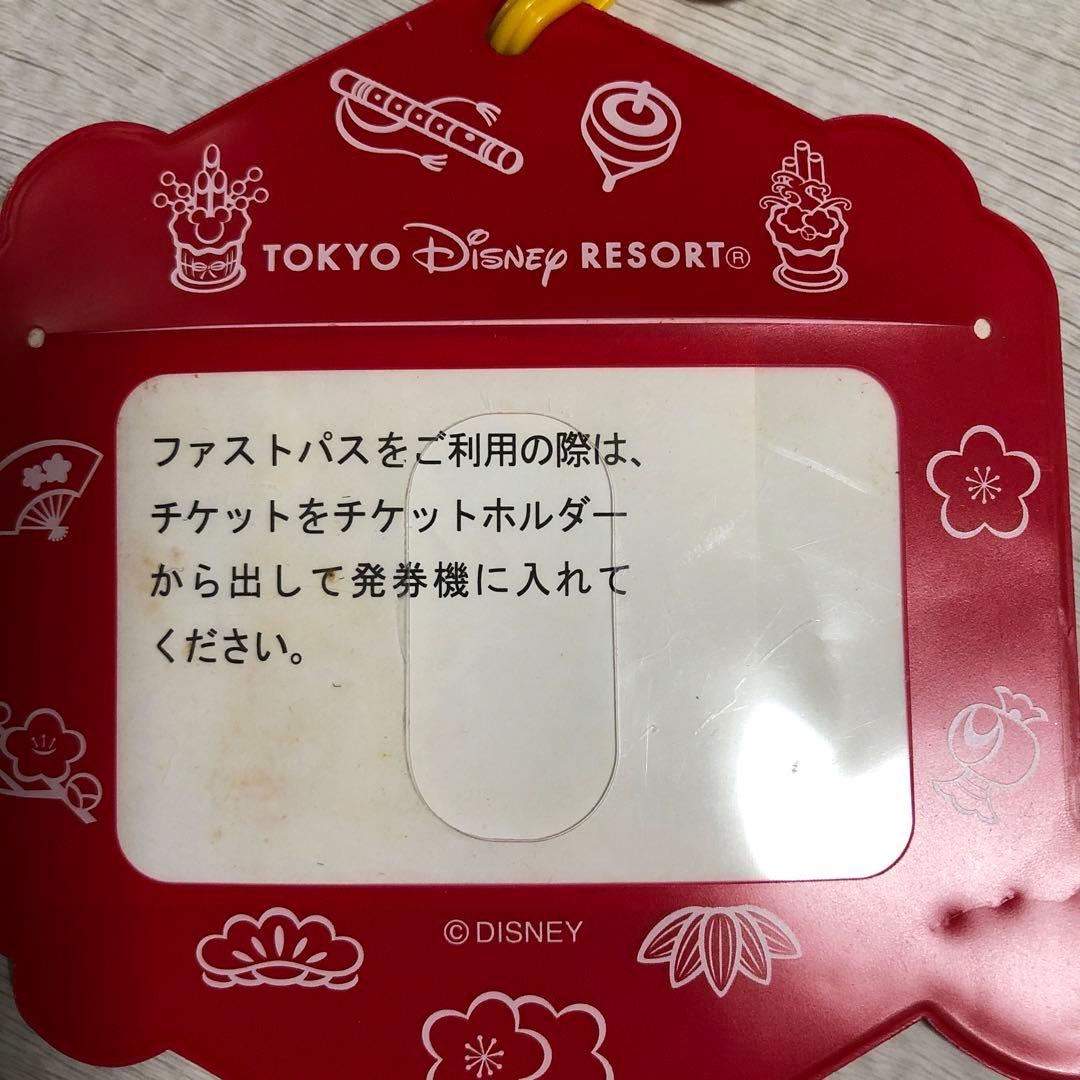 TOKYO Disney RESORT®
ファストパスをご利用の際は、
チケットをチケットホルダー
から出して発券機に入れて
ください。
©DISNEY